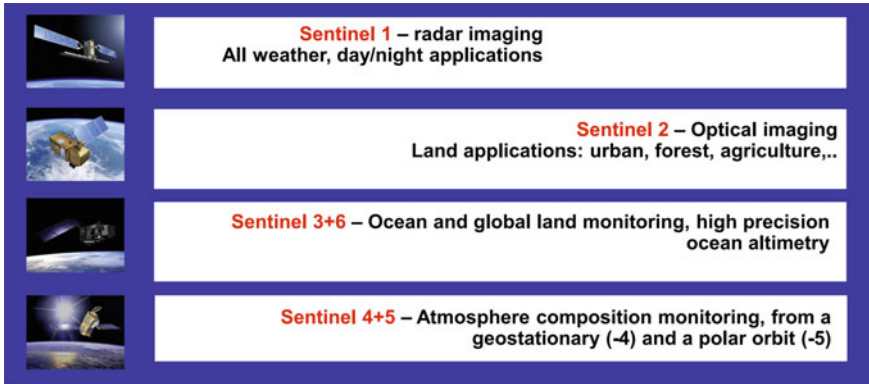 Sentinel 1 – radar imaging
All weather, day/night applications
Sentinel 2 – Optical imaging
Land applications: urban, forest, agriculture,..
Sentinel 3+6 – Ocean and global land monitoring, high precision
ocean altimetry
Sentinel 4+5 – Atmosphere composition monitoring, from a
geostationary (-4) and a polar orbit (-5)